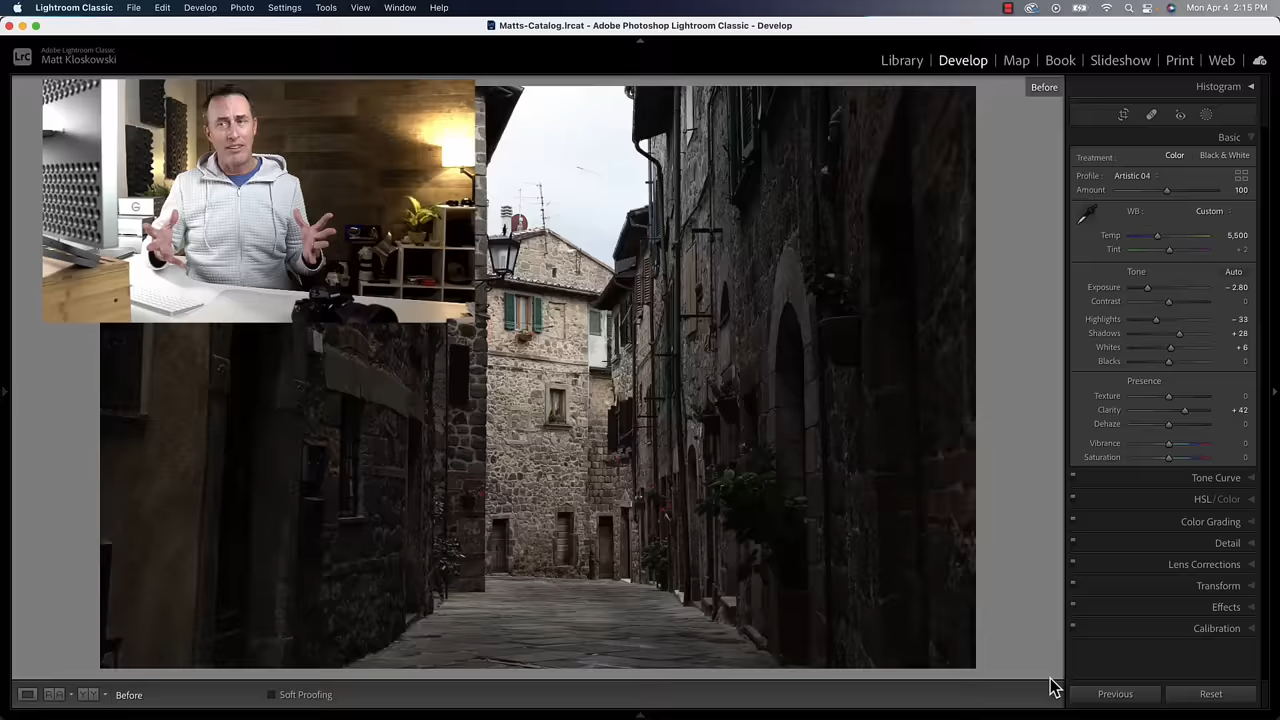 Lightroom Classic File Edit Develop Photo Settings Tools View Window Help Mon Apr 4 2:15 PM
Matts-Catalog.lrcat - Adobe Photoshop Lightroom Classic - Develop
LrC Adobe Lightroom Classic
Matt Kloskowski
Library | Develop | Map | Book | Slideshow | Print | Web
Before
Histogram
Basic
Treatment : Color Black & White
Profile : Artistic 04
Amount 100
WB : Custom
Temp 5,500
Tint + 2
Tone Auto
Exposure − 2.80
Contrast 0
Highlights − 33
Shadows + 28
Whites + 6
Blacks 0
Presence
Texture 0
Clarity + 42
Dehaze 0
Vibrance 0
Saturation 0
Tone Curve
HSL / Color
Color Grading
Detail
Lens Corrections
Transform
Effects
Calibration
Before Soft Proofing
Previous Reset
G
RA YY